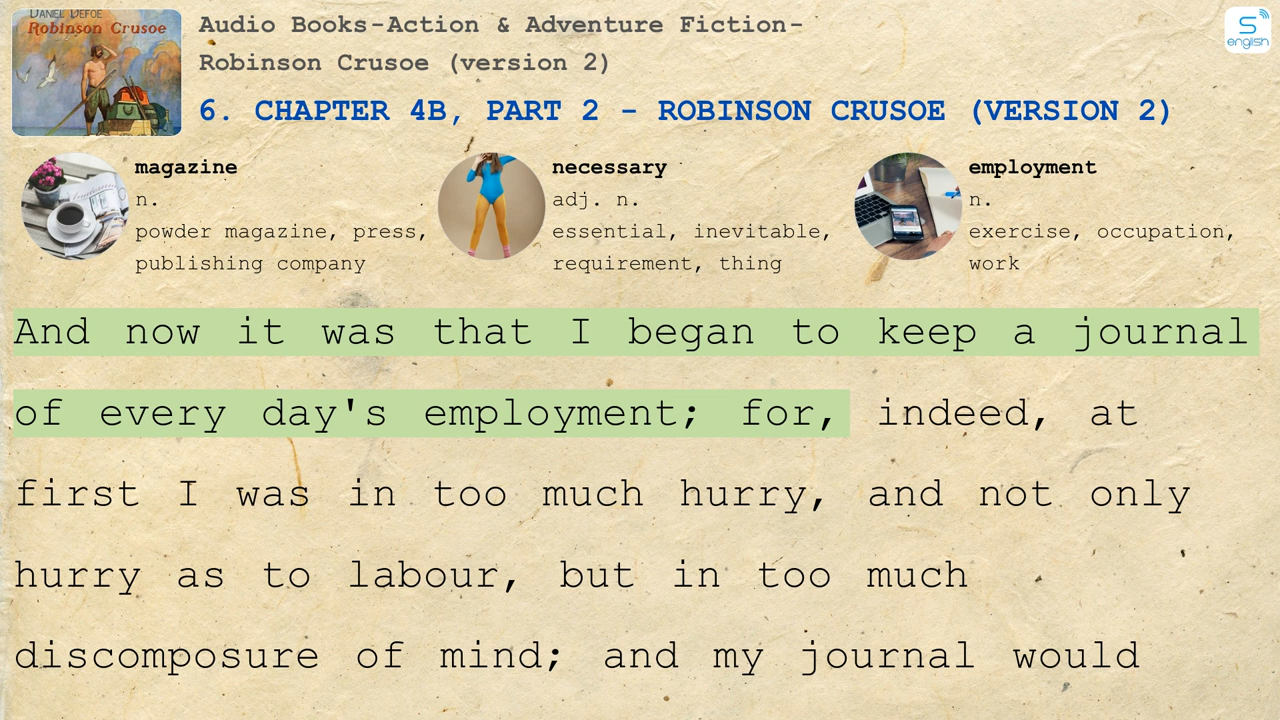 DANIEL DEFOE
Robinson Crusoe
Audio Books-Action & Adventure Fiction-
Robinson Crusoe (version 2)
S
english
6. CHAPTER 4B, PART 2 - ROBINSON CRUSOE (VERSION 2)
magazine
n.
powder magazine, press,
publishing company
necessary
adj. n.
essential, inevitable,
requirement, thing
employment
n.
exercise, occupation,
work
And now it was that I began to keep a journal
of every day's employment; for, indeed, at
first I was in too much hurry, and not only
hurry as to labour, but in too much
discomposure of mind; and my journal would